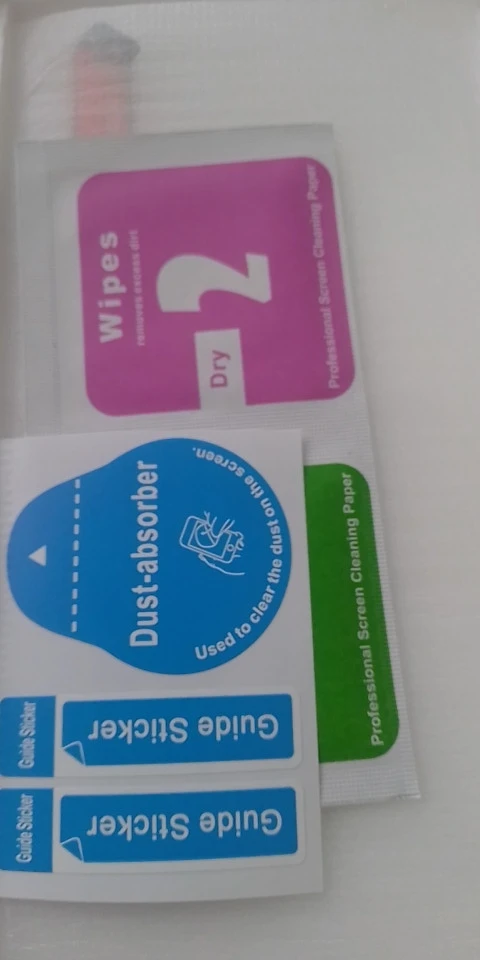 Wipes
removes excess dirt
2
Dry
Professional Screen Cleaning Paper
Professional Screen Cleaning Paper
Dust-absorber
Used to clear the dust on the screen.
Guide Sticker
Guide Sticker
Guide Sticker
Guide Sticker